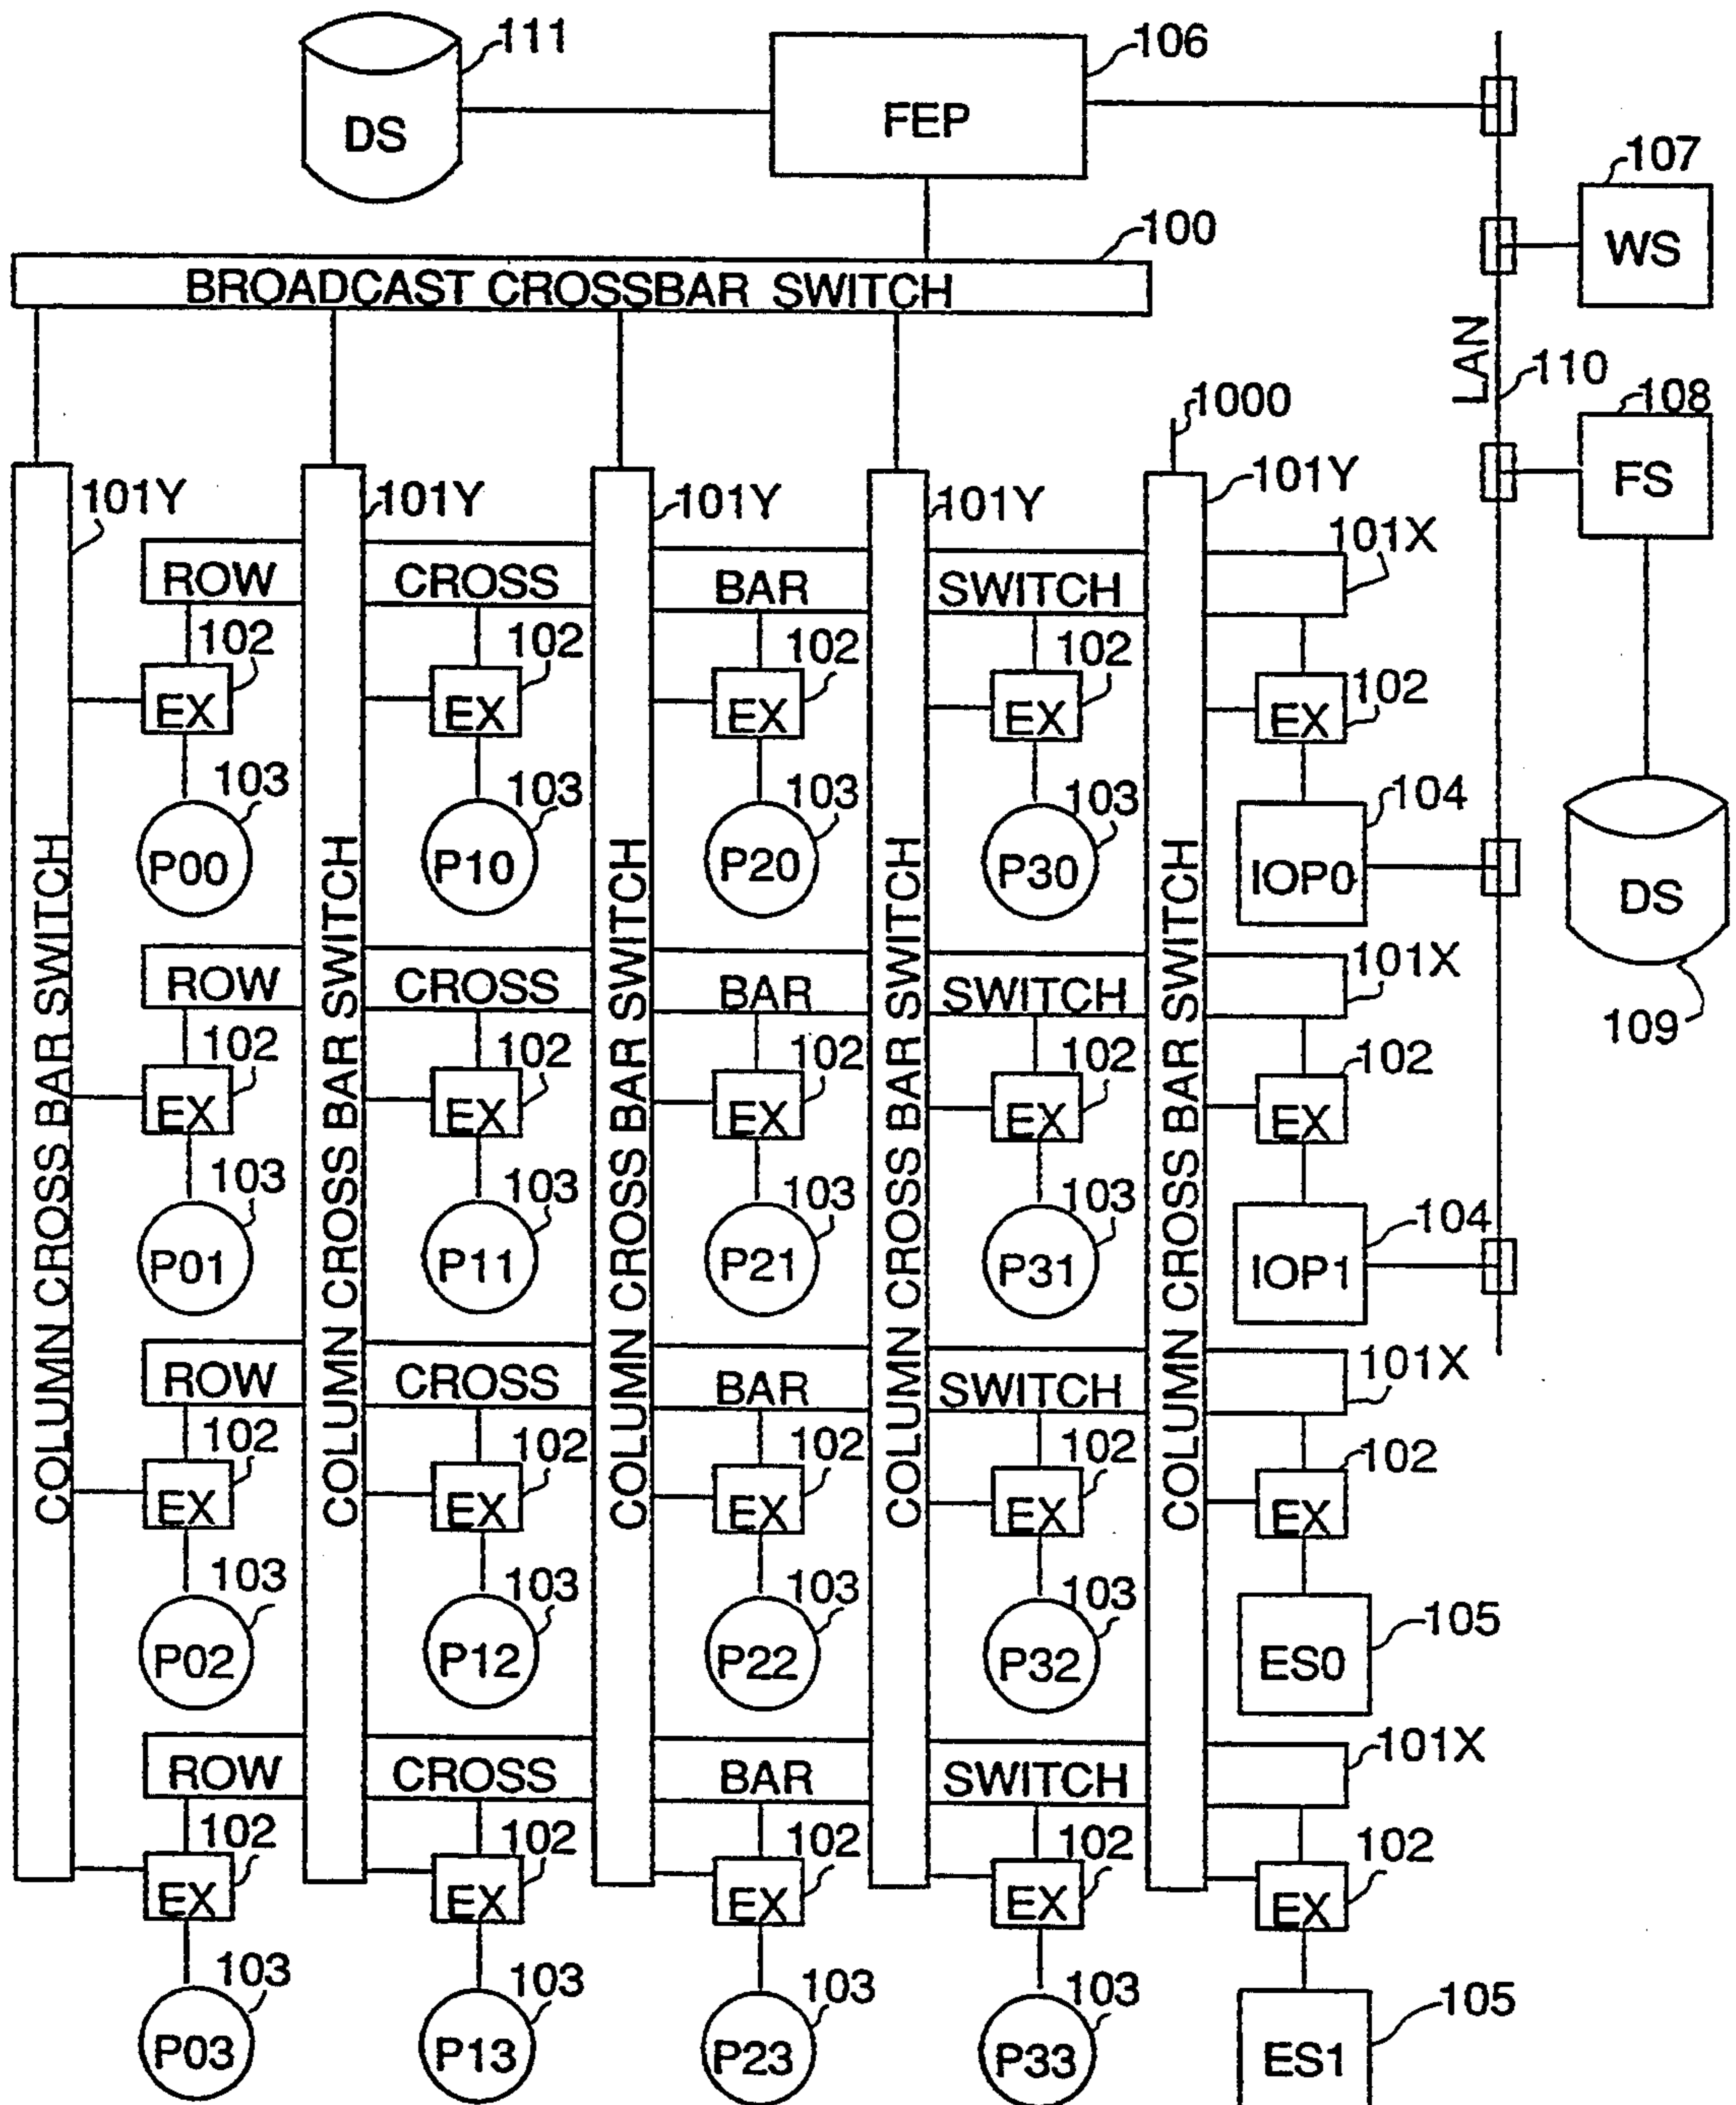 111
106
DS
FEP
107
WS
100
BROADCAST CROSSBAR SWITCH
LAN
110
1000
108
FS
101Y
101Y
101Y
101Y
101Y
101X
ROW CROSS BAR SWITCH
102
102
102
102
102
EX
EX
EX
EX
EX
103
103
103
103
104
P00
P10
P20
P30
IOP0
DS
109
COLUMN CROSS BAR SWITCH
COLUMN CROSS BAR SWITCH
COLUMN CROSS BAR SWITCH
COLUMN CROSS BAR SWITCH
COLUMN CROSS BAR SWITCH
101X
ROW CROSS BAR SWITCH
102
102
102
102
102
EX
EX
EX
EX
EX
103
103
103
103
104
P01
P11
P21
P31
IOP1
101X
ROW CROSS BAR SWITCH
102
102
102
102
102
EX
EX
EX
EX
EX
103
103
103
103
105
P02
P12
P22
P32
ES0
101X
ROW CROSS BAR SWITCH
102
102
102
102
102
EX
EX
EX
EX
EX
103
103
103
103
105
P03
P13
P23
P33
ES1